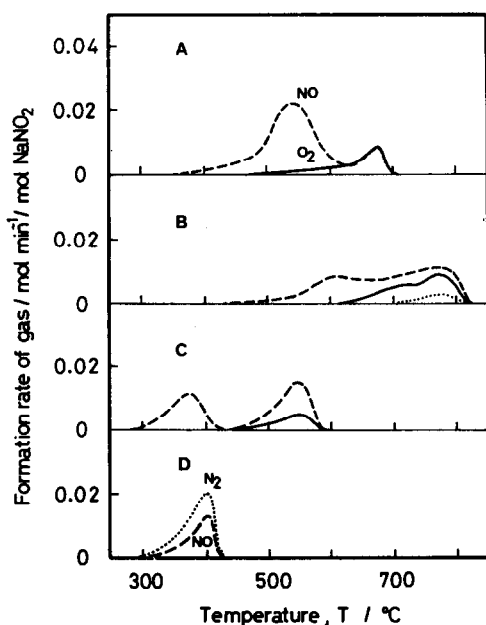 Formation rate of gas / mol min⁻¹ / mol NaNO₂
0.04
A
0.02
NO
O₂
0
B
0.02
0
C
0.02
0
D
N₂
0.02
NO
0
300 500 700
Temperature, T / °C